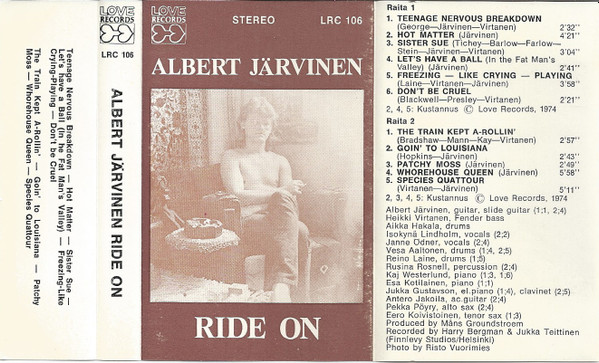 LOVE
RECORDS
LRC 106
Teenage Nervous Breakdown — Hot Matter — Sister Sue
Let's have a Ball (In he Fat Man's Valley) — Freezing-Like
Crying-Playing — Don't be Cruel
The Train Kept A-Rollin' — Goin' to Louisiana — Patchy
Moss — Whorehouse Queen — Species Quattour
ALBERT JÄRVINEN RIDE ON
LOVE
RECORDS
STEREO
LRC 106
ALBERT JÄRVINEN
RIDE ON
Raita 1
1. TEENAGE NERVOUS BREAKDOWN
(George—Järvinen—Virtanen) 2'32"
2. HOT MATTER (Järvinen) 4'21"
3. SISTER SUE (Tichey—Barlow—Farlow—
Stein—Järvinen—Virtanen) 3'04"
4. LET'S HAVE A BALL (In the Fat Man's
Valley) (Järvinen) 2'41"
5. FREEZING — LIKE CRYING — PLAYING
(Laine—Virtanen—Järvinen) 3'58"
6. DON'T BE CRUEL
(Blackwell—Presley—Virtanen) 2'21"
2, 4, 5: Kustannus © Love Records, 1974
Raita 2
1. THE TRAIN KEPT A-ROLLIN'
(Bradshaw—Mann—Kay—Virtanen) 2'57"
2. GOIN' TO LOUISIANA
(Hopkins—Järvinen) 2'43"
3. PATCHY MOSS (Järvinen) 2'49"
4. WHOREHOUSE QUEEN (Järvinen) 5'58"
5. SPECIES QUATTOUR
(Virtanen—Järvinen) 5'11"
2, 3, 4, 5: Kustannus © Love Records, 1974
Albert Järvinen, guitar, slide guitar (1;1, 2;4)
Heikki Virtanen, Fender bass
Aikka Hakala, drums
Isokynä Lindholm, vocals (2;2)
Janne Ödner, vocals (2;4)
Vesa Aaltonen, drums (1;4, 2;5)
Reino Laine, drums (1;5)
Rusina Rosnell, percussion (2;4)
Kaj Westerlund, piano (1;3, 1;6)
Esa Kotilainen, piano (1;1)
Jukka Gustavson, el.piano (1;4), clavinet (2;5)
Antero Jakoila, ac.guitar (2;4)
Pekka Pöyry, alto sax (2;4)
Eero Koivistoinen, tenor sax (1;3)
Produced by Måns Groundstroem
Recorded by Harry Bergman & Jukka Teittinen
(Finnlevy Studios/Helsinki)
Photo by Risto Vuorimies